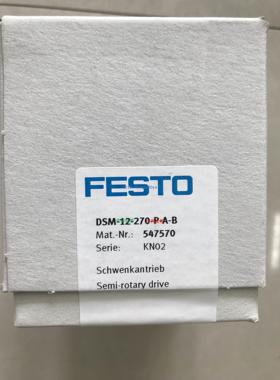 FESTO
DSM-12-270-P-A-B
Mat.-Nr.: 547570
Serie: KN02
Schwenkantrieb
Semi-rotary drive